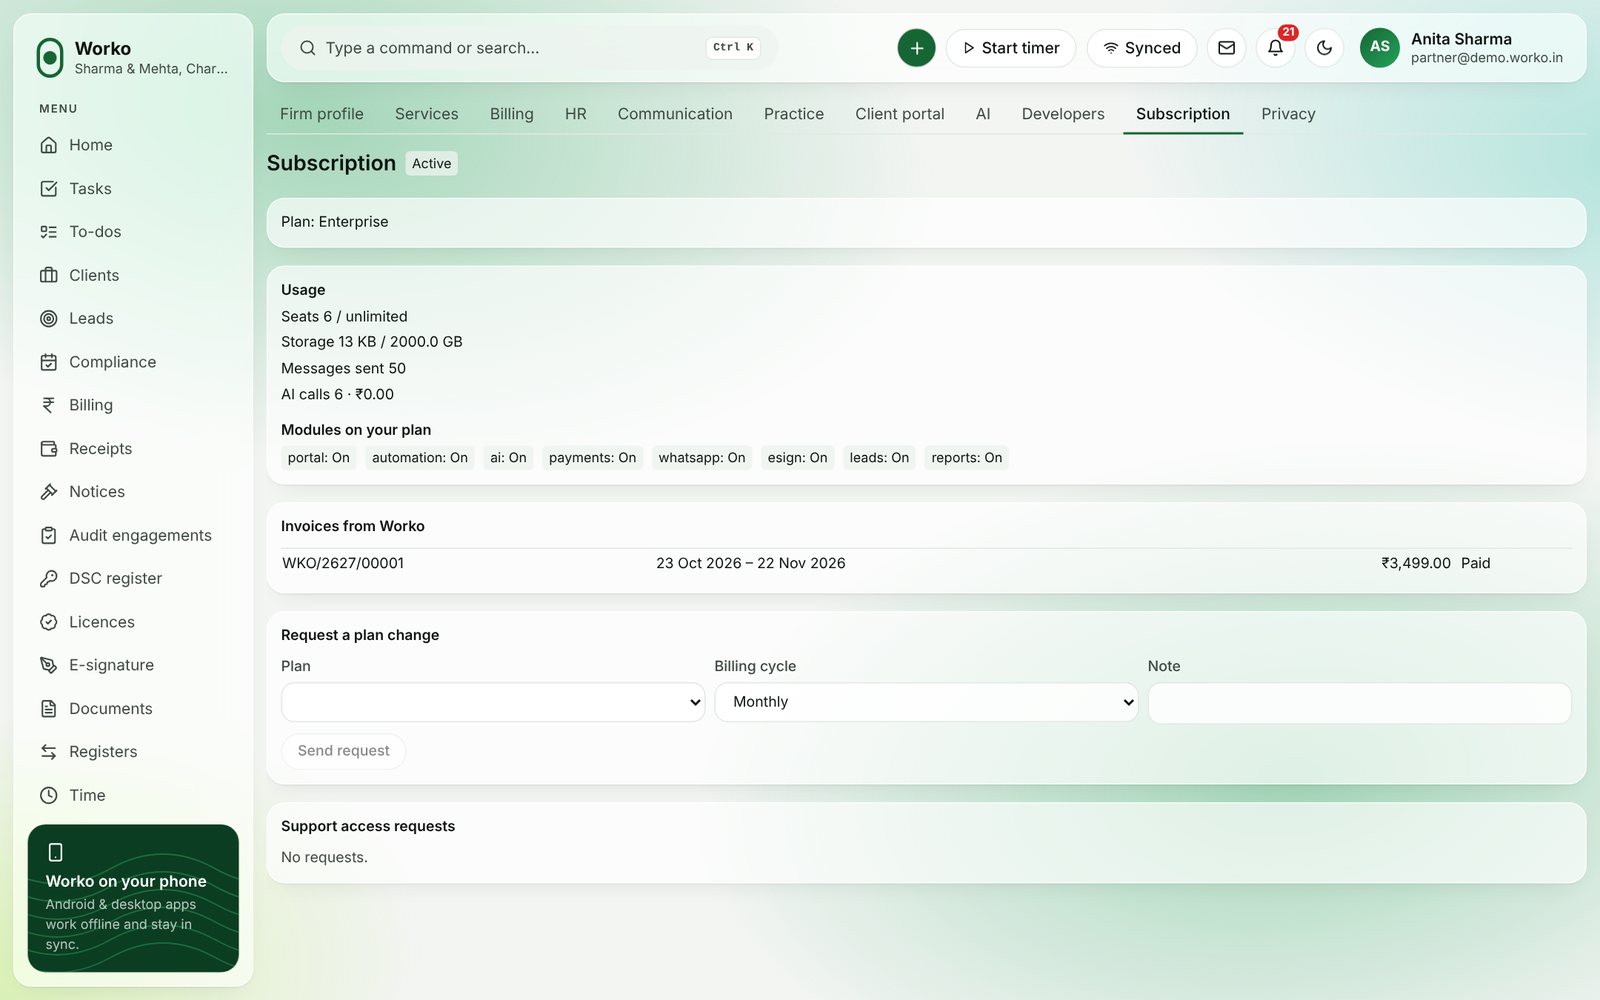 Worko
Sharma & Mehta, Char...
MENU
Home
Tasks
To-dos
Clients
Leads
Compliance
Billing
Receipts
Notices
Audit engagements
DSC register
Licences
E-signature
Documents
Registers
Time
Worko on your phone
Android & desktop apps
work offline and stay in
sync.
Type a command or search...
Ctrl K
Start timer
Synced
21
AS
Anita Sharma
partner@demo.worko.in
Firm profile
Services
Billing
HR
Communication
Practice
Client portal
AI
Developers
Subscription
Privacy
Subscription Active
Plan: Enterprise
Usage
Seats 6 / unlimited
Storage 13 KB / 2000.0 GB
Messages sent 50
AI calls 6 · ₹0.00
Modules on your plan
portal: On automation: On ai: On payments: On whatsapp: On esign: On leads: On reports: On
Invoices from Worko
WKO/2627/00001 23 Oct 2026 – 22 Nov 2026 ₹3,499.00 Paid
Request a plan change
Plan Billing cycle Note
Monthly
Send request
Support access requests
No requests.